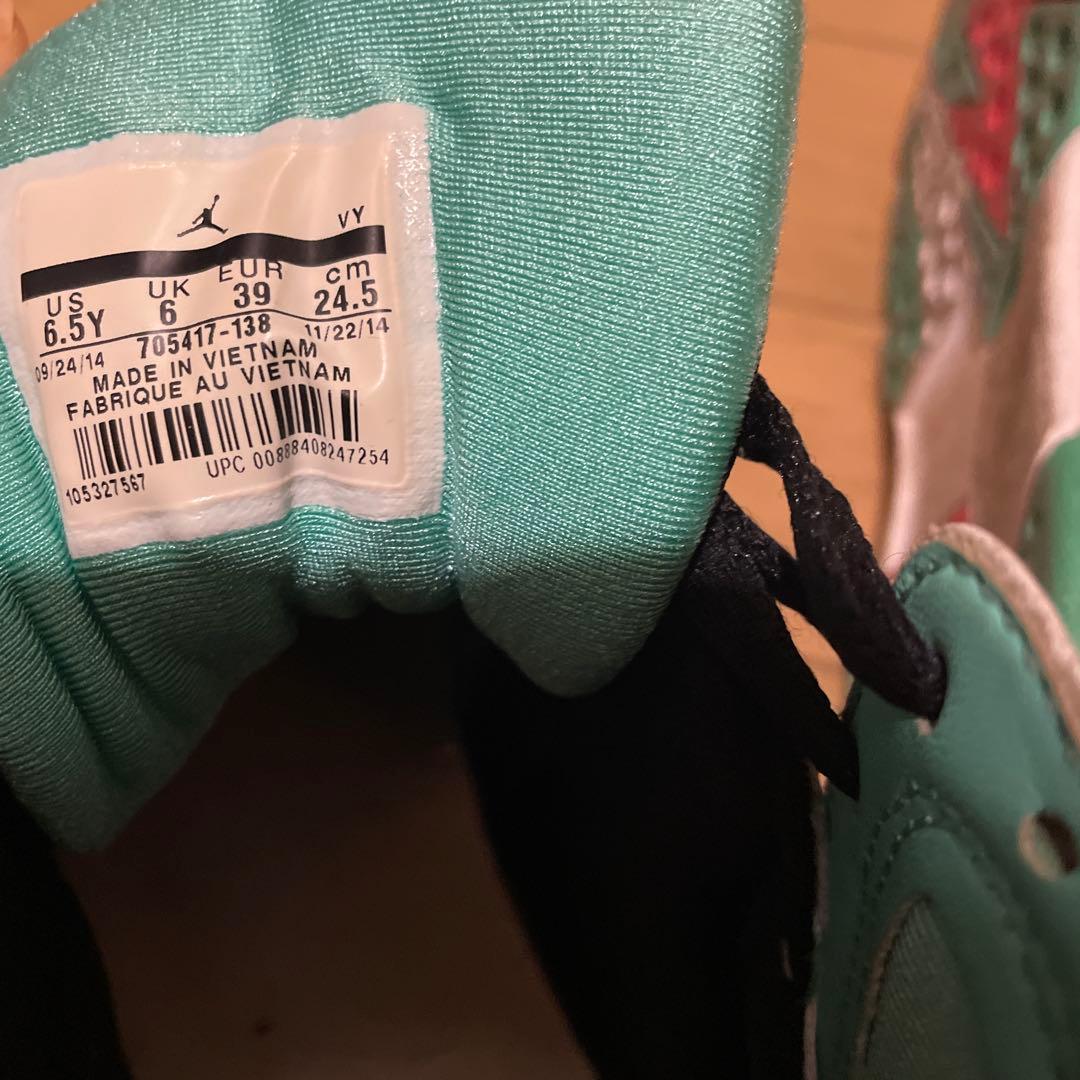 VY
US UK EUR cm
6.5Y 6 39 24.5
09/24/14 705417-138 11/22/14
MADE IN VIETNAM
FABRIQUE AU VIETNAM
UPC 00888408247254
105327567